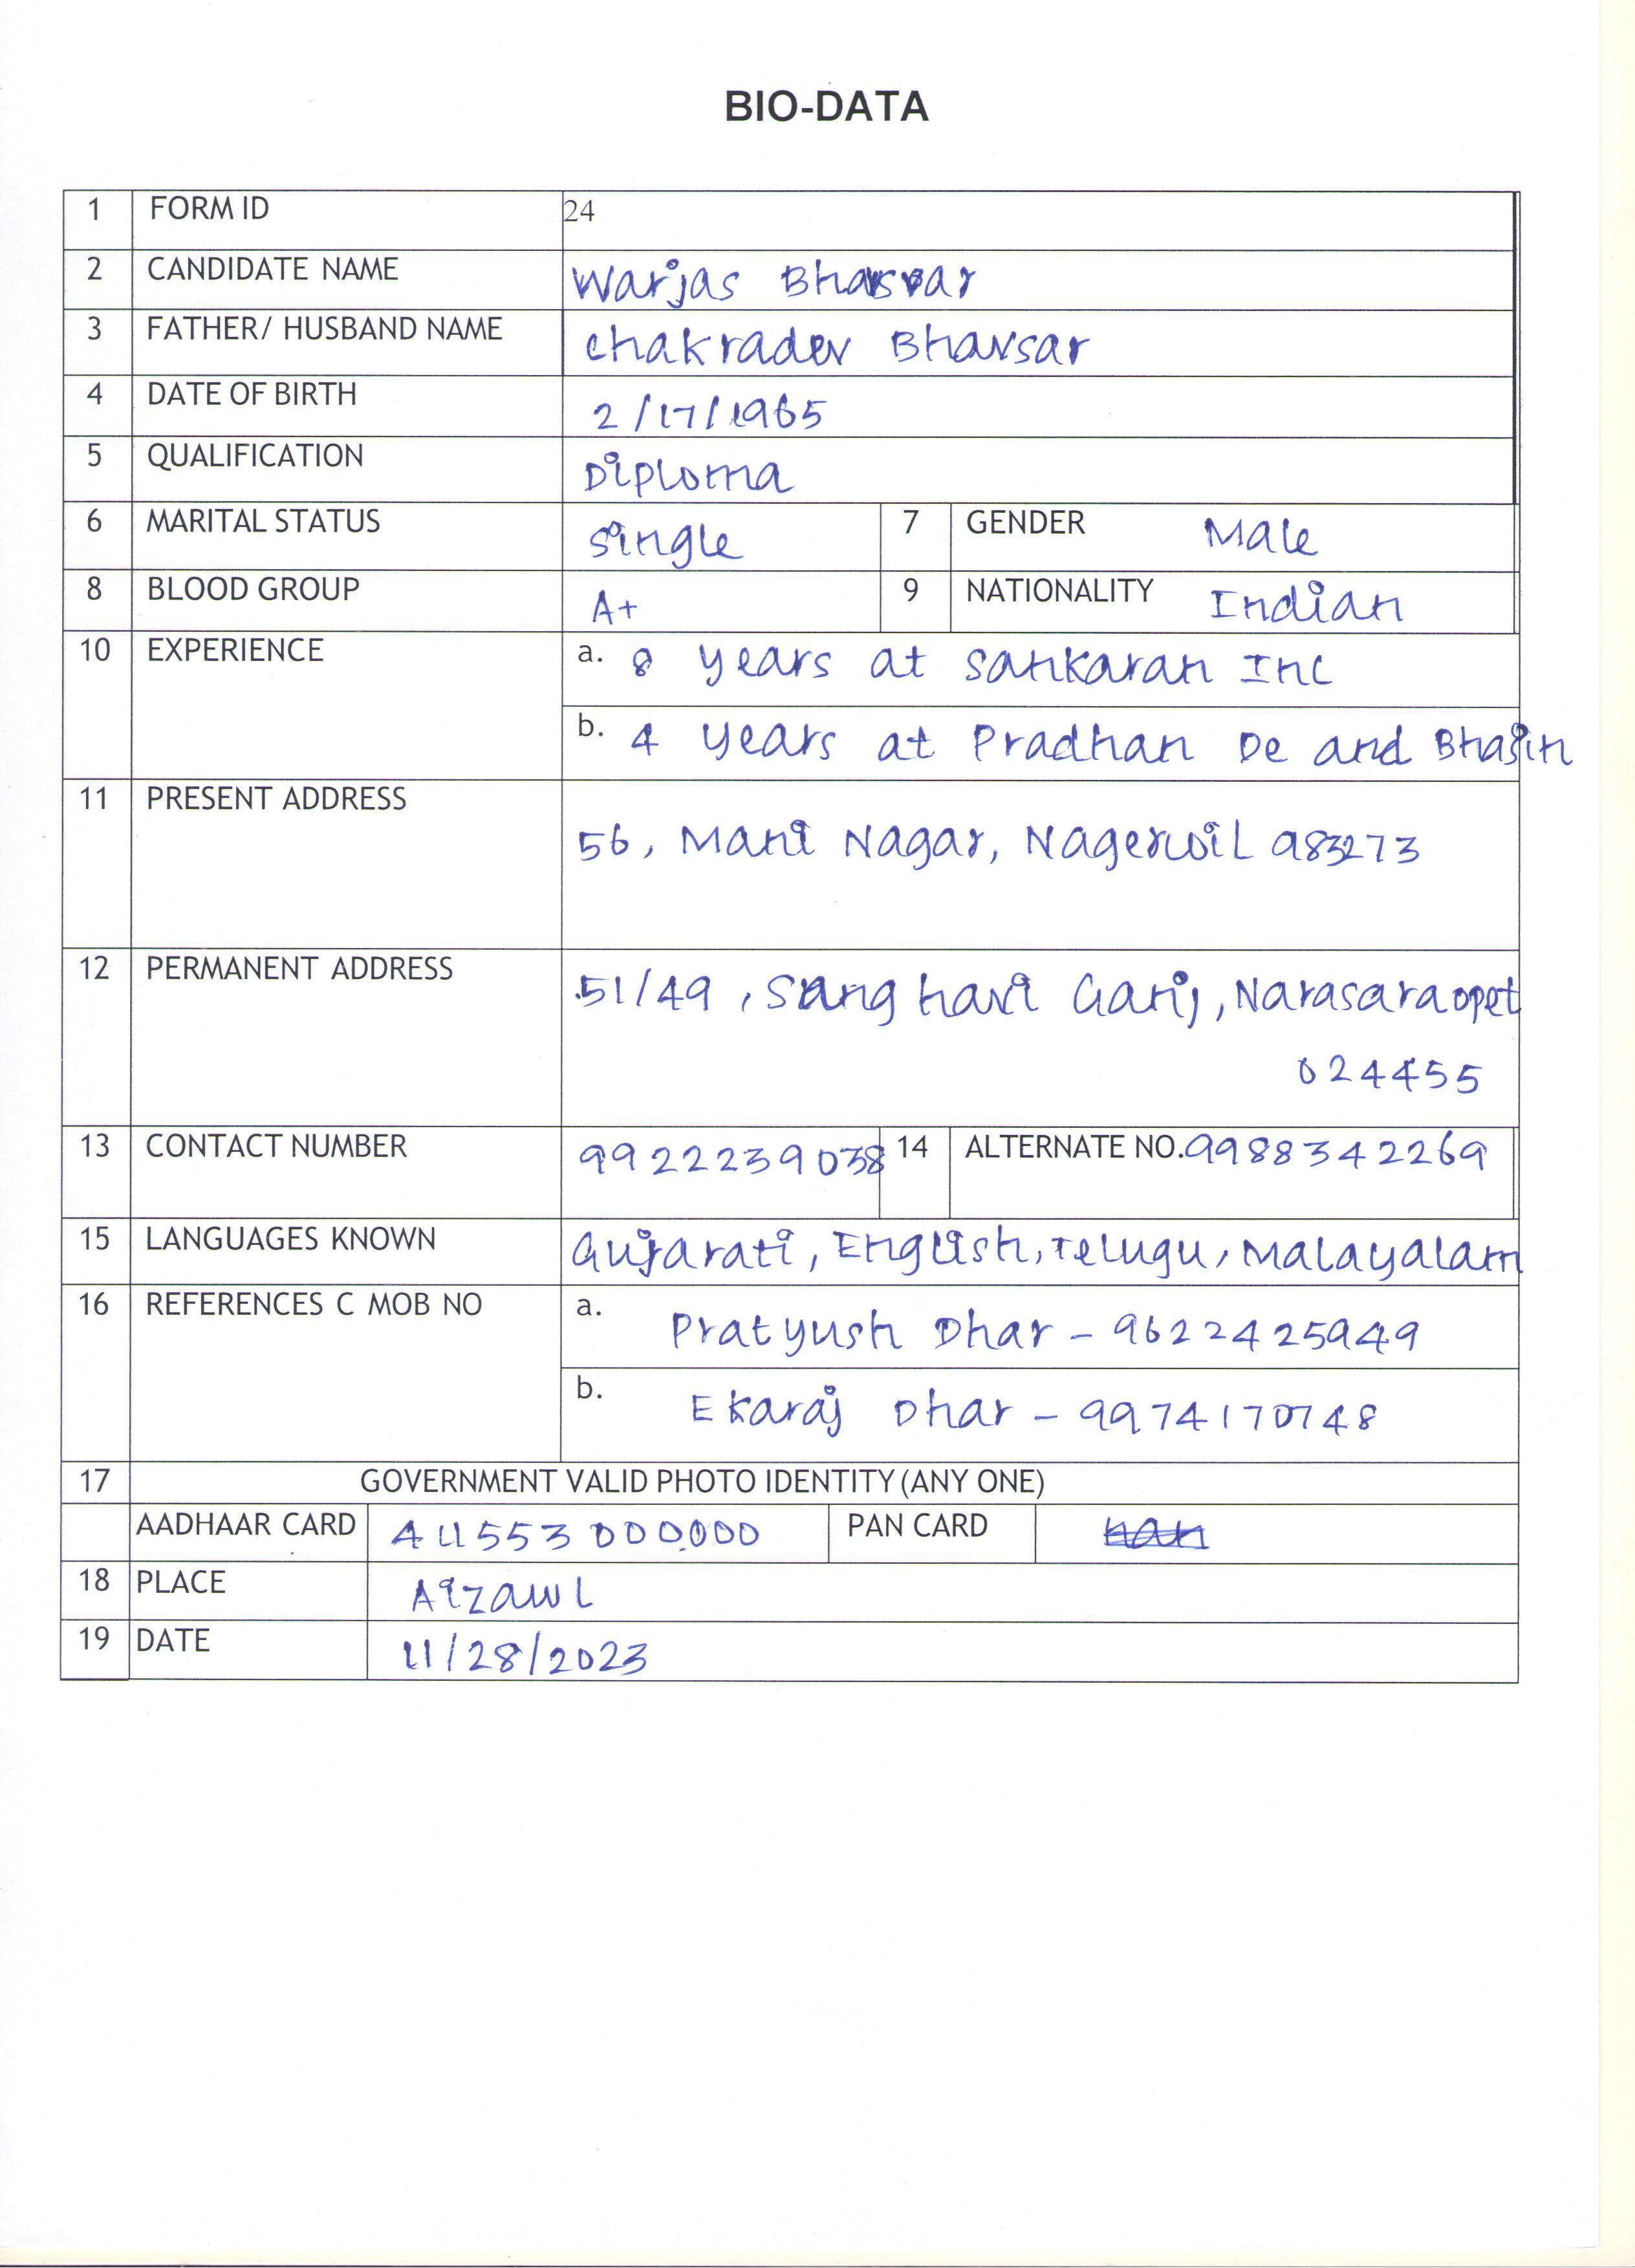 BIO-DATA
1 FORM ID 24
2 CANDIDATE NAME Warjas
3 FATHER/ HUSBAND NAME Chakradev Bhavsar
4 DATE OF BIRTH 2/17/1965
5 QUALIFICATION Diploma
6 MARITAL STATUS Single 7 GENDER Male
8 BLOOD GROUP A+ 9 NATIONALITY Indian
10 EXPERIENCE a. 8 years at Sankaran Inc
b. 4 years at Pradhan De and Bhasin
11 PRESENT ADDRESS
56, Mani Nagar, Nagercoil 983273
12 PERMANENT ADDRESS 51/49, Sanghavi Ganj, Narasaraopet
024455
13 CONTACT NUMBER 9922239038 14 ALTERNATE NO. 9988342269
15 LANGUAGES KNOWN Gujarati, English, Telugu, Malayalam
16 REFERENCES C MOB NO a. Pratyush Dhar - 9622425949
b. Ekaraj Dhar - 9974170748
17 GOVERNMENT VALID PHOTO IDENTITY (ANY ONE)
AADHAAR CARD PAN CARD
18 PLACE Aizawl
19 DATE 11/28/2023